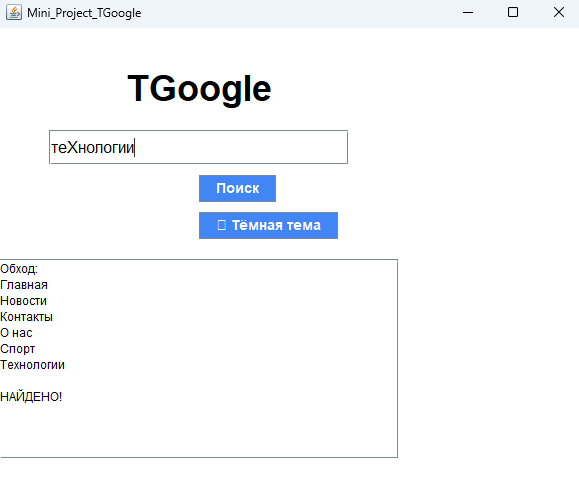 Mini_Project_TGoogle
TGoogle
теХнологии
Поиск
Тёмная тема
Обход:
Главная
Новости
Контакты
О нас
Спорт
Технологии
НАЙДЕНО!